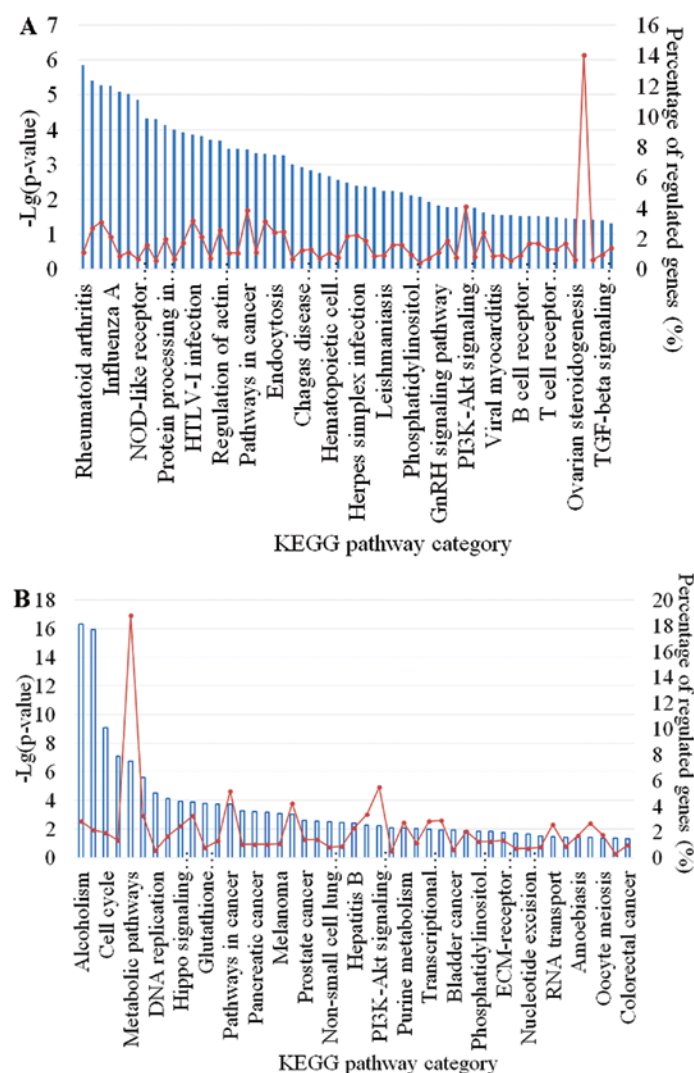 A
7
6
5
4
3
2
1
0
-Lg(p-value)
16
14
12
10
8
6
4
2
0
Percentage of regulated genes (%)
Rheumatoid arthritis
Influenza A
NOD-like receptor…
Protein processing in…
HTLV-I infection
Regulation of actin…
Pathways in cancer
Endocytosis
Chagas disease…
Hematopoietic cell…
Herpes simplex infection
Leishmaniasis
Phosphatidylinositol…
GnRH signaling pathway
PI3K-Akt signaling…
Viral myocarditis
B cell receptor…
T cell receptor…
Ovarian steroidogenesis
TGF-beta signaling…
KEGG pathway category
B
18
16
14
12
10
8
6
4
2
0
-Lg(p-value)
20
18
16
14
12
10
8
6
4
2
0
Percentage of regulated genes (%)
Alcoholism
Cell cycle
Metabolic pathways
DNA replication
Hippo signaling…
Glutathione…
Pathways in cancer
Pancreatic cancer
Melanoma
Prostate cancer
Non-small cell lung…
Hepatitis B
PI3K-Akt signaling…
Purine metabolism
Transcriptional…
Bladder cancer
Phosphatidylinositol…
ECM-receptor…
Nucleotide excision…
RNA transport
Amoebiasis
Oocyte meiosis
Colorectal cancer
KEGG pathway category